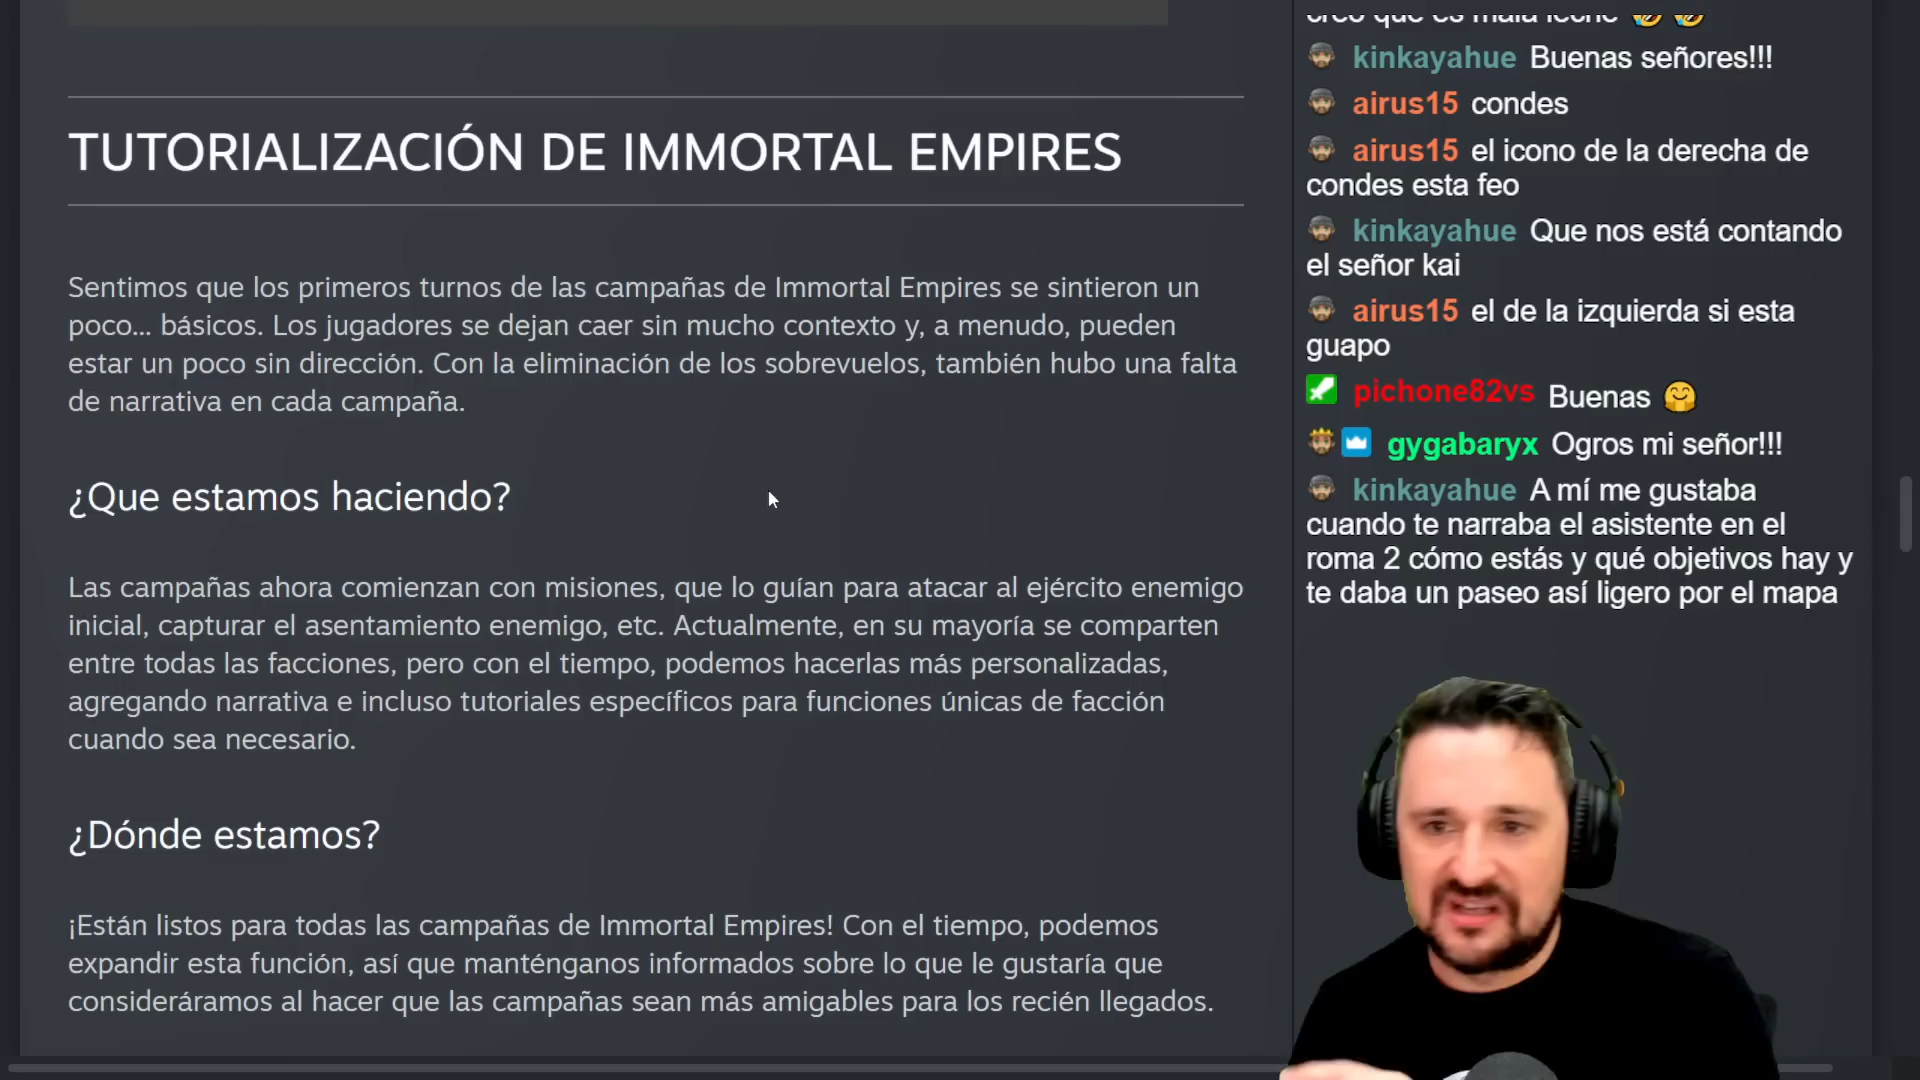 TUTORIALIZACIÓN DE IMMORTAL EMPIRES
Sentimos que los primeros turnos de las campañas de Immortal Empires se sintieron un
poco... básicos. Los jugadores se dejan caer sin mucho contexto y, a menudo, pueden
estar un poco sin dirección. Con la eliminación de los sobrevuelos, también hubo una falta
de narrativa en cada campaña.
¿Que estamos haciendo?
Las campañas ahora comienzan con misiones, que lo guían para atacar al ejército enemigo
inicial, capturar el asentamiento enemigo, etc. Actualmente, en su mayoría se comparten
entre todas las facciones, pero con el tiempo, podemos hacerlas más personalizadas,
agregando narrativa e incluso tutoriales específicos para funciones únicas de facción
cuando sea necesario.
¿Dónde estamos?
¡Están listos para todas las campañas de Immortal Empires! Con el tiempo, podemos
expandir esta función, así que manténganos informados sobre lo que le gustaría que
consideráramos al hacer que las campañas sean más amigables para los recién llegados.
creo que es mala leche 🤣 🤣
kinkayahue Buenas señores!!!
airus15 condes
airus15 el icono de la derecha de
condes esta feo
kinkayahue Que nos está contando
el señor kai
airus15 el de la izquierda si esta
guapo
pichone82vs Buenas 🤗
gygabaryx Ogros mi señor!!!
kinkayahue A mí me gustaba
cuando te narraba el asistente en el
roma 2 cómo estás y qué objetivos hay y
te daba un paseo así ligero por el mapa